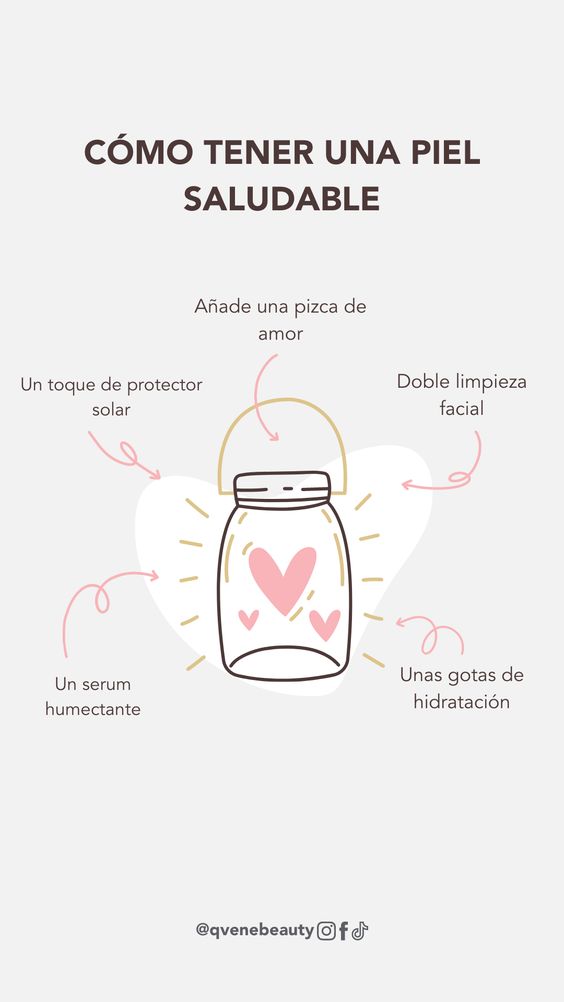 CÓMO TENER UNA PIEL
SALUDABLE
Añade una pizca de
amor
Un toque de protector
solar
Doble limpieza
facial
Un serum
humectante
Unas gotas de
hidratación
@qvenebeauty